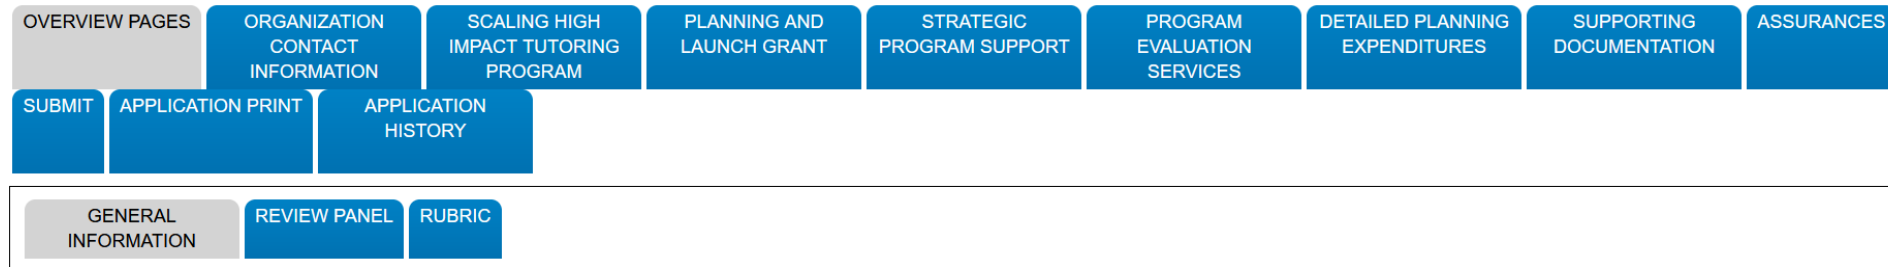 OVERVIEW PAGES
ORGANIZATION
CONTACT
INFORMATION
SCALING HIGH
IMPACT TUTORING
PROGRAM
PLANNING AND
LAUNCH GRANT
STRATEGIC
PROGRAM SUPPORT
PROGRAM
EVALUATION
SERVICES
DETAILED PLANNING
EXPENDITURES
SUPPORTING
DOCUMENTATION
ASSURANCES
SUBMIT
APPLICATION PRINT
APPLICATION
HISTORY
GENERAL
INFORMATION
REVIEW PANEL
RUBRIC